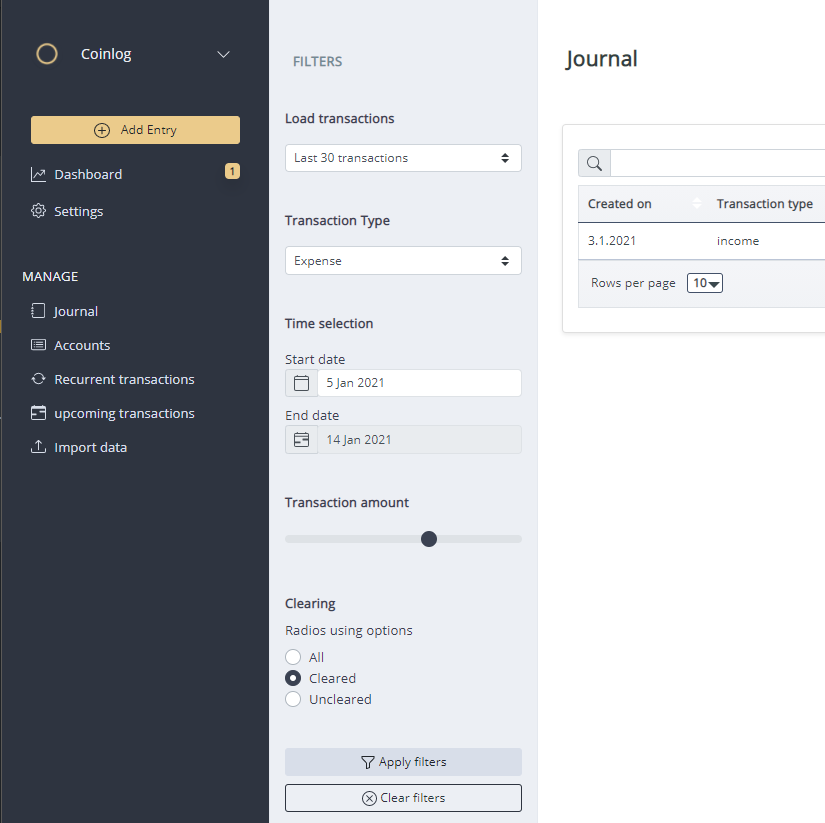 Coinlog
Add Entry
Dashboard
1
Settings
MANAGE
Journal
Accounts
Recurrent transactions
upcoming transactions
Import data
FILTERS
Load transactions
Last 30 transactions
Transaction Type
Expense
Time selection
Start date
5 Jan 2021
End date
14 Jan 2021
Transaction amount
Clearing
Radios using options
All
Cleared
Uncleared
Apply filters
Clear filters
Journal
Created on Transaction type
3.1.2021 income
Rows per page 10